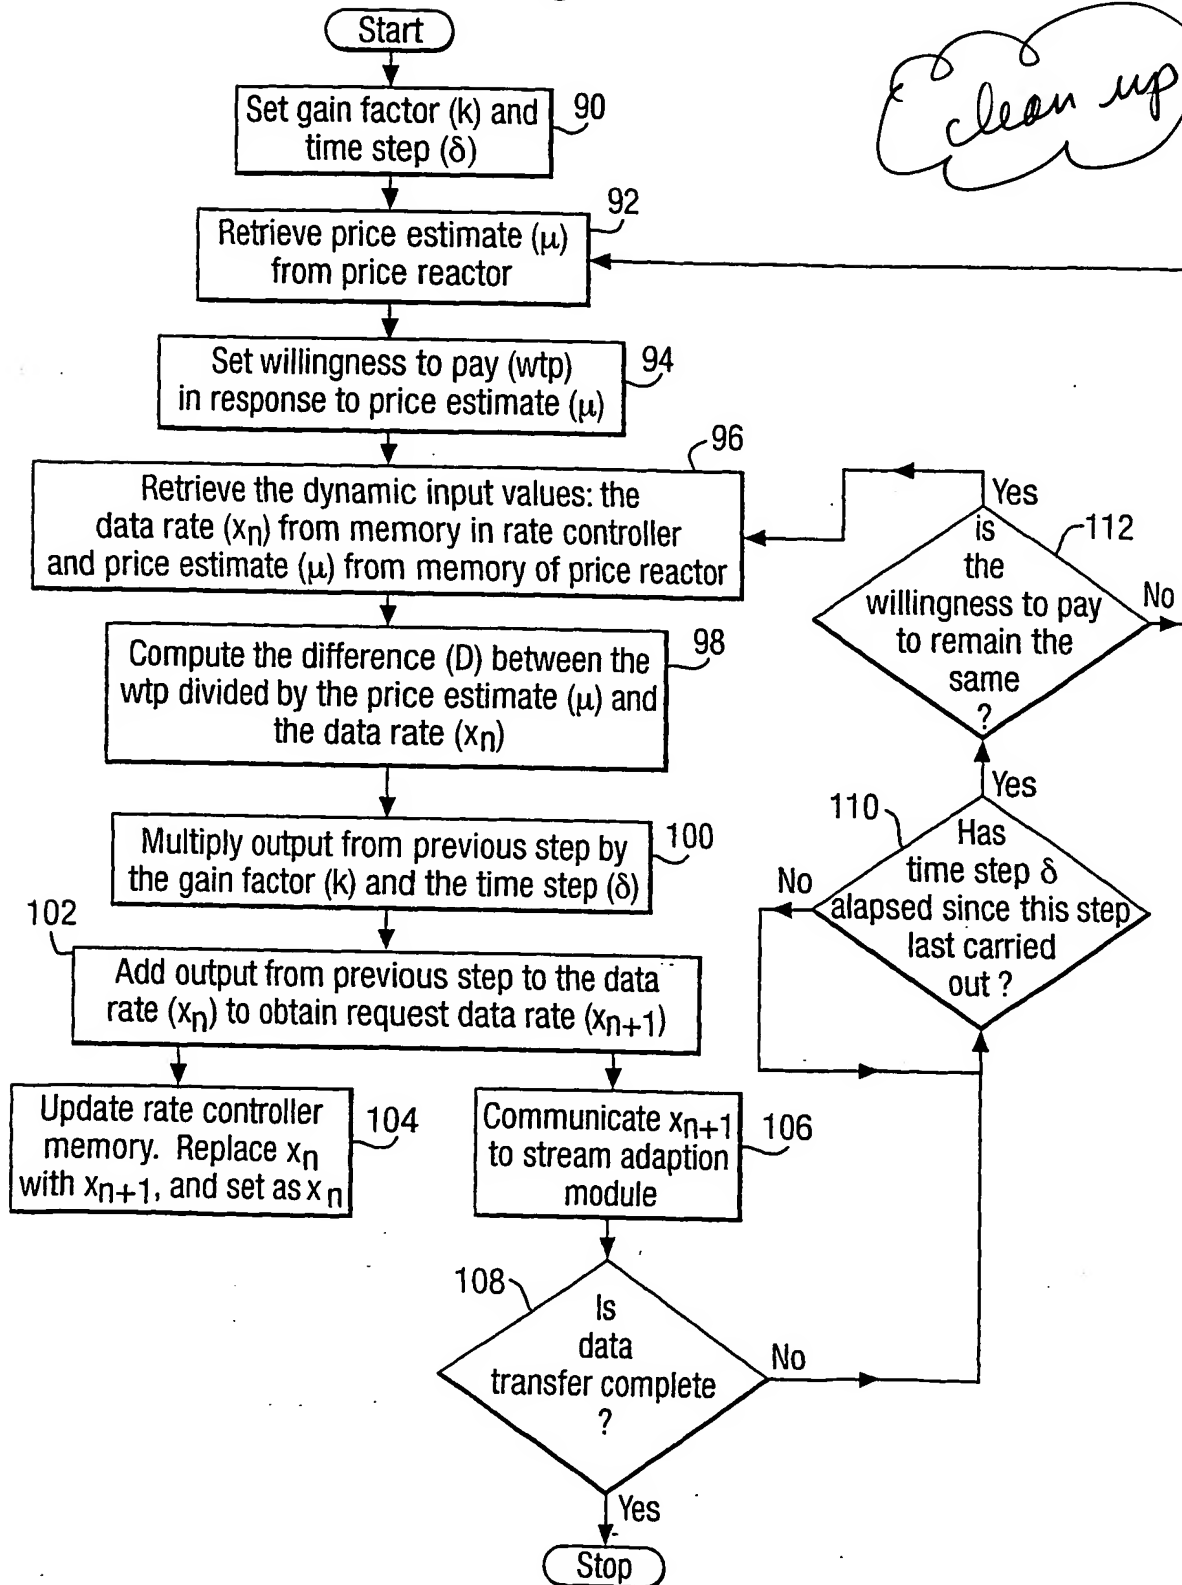 Start
Set gain factor (k) and
time step (δ)
90
clean up
Retrieve price estimate (μ)
from price reactor
92
Set willingness to pay (wtp)
in response to price estimate (μ)
94
Retrieve the dynamic input values: the
data rate (xn) from memory in rate controller
and price estimate (μ) from memory of price reactor
96
Compute the difference (D) between the
wtp divided by the price estimate (μ) and
the data rate (xn)
98
Multiply output from previous step by
the gain factor (k) and the time step (δ)
100
102
Add output from previous step to the data
rate (xn) to obtain request data rate (xn+1)
Update rate controller
memory. Replace xn
with xn+1, and set as xn
104
Communicate xn+1
to stream adaption
module
106
108
Is
data
transfer complete
?
No
Yes
Stop
110
Has
time step δ
alapsed since this step
last carried
out ?
No
Yes
is
the
willingness to pay
to remain the
same
?
112
Yes
No